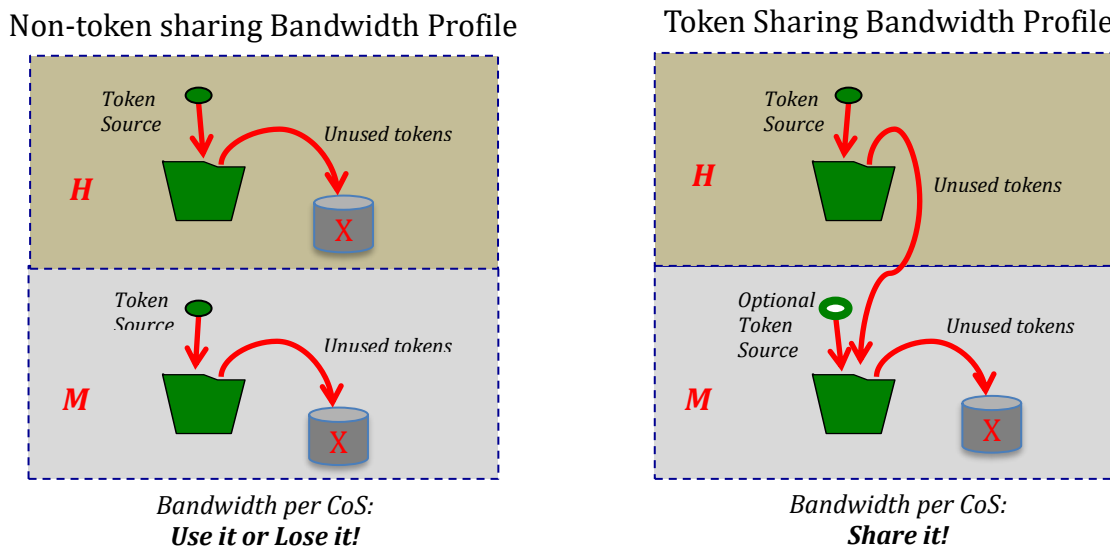 Non-token sharing Bandwidth Profile
Token
Source
Unused tokens
H
X
Token
Source
Unused tokens
M
X
Bandwidth per CoS:
Use it or Lose it!
Token Sharing Bandwidth Profile
Token
Source
H
Unused tokens
Optional
Token
Source
Unused tokens
M
X
Bandwidth per CoS:
Share it!